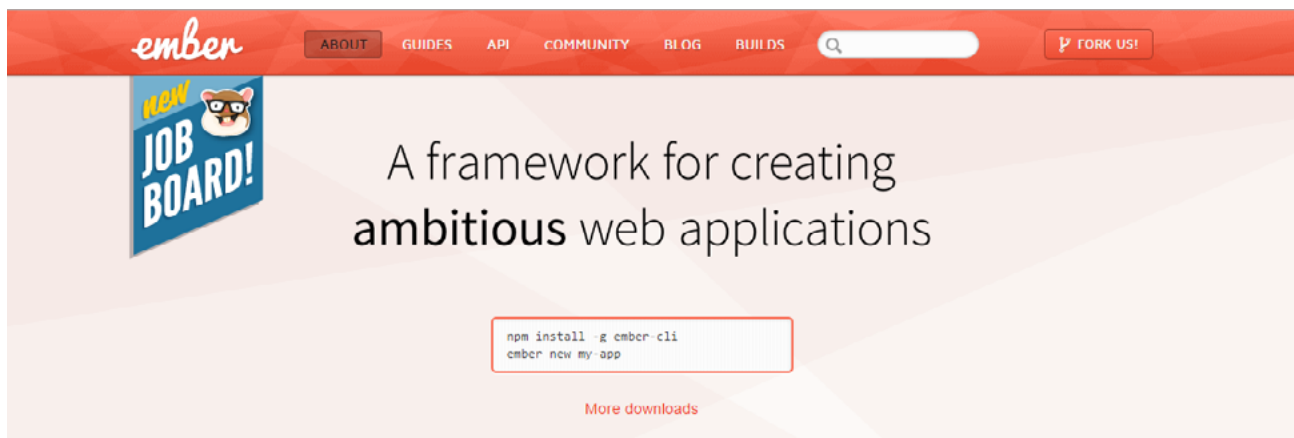 ember
ABOUT GUIDES API COMMUNITY BLOG BUILDS FORK US!
new
JOB
BOARD!
A framework for creating
ambitious web applications
npm install -g ember-cli
ember new my-app
More downloads